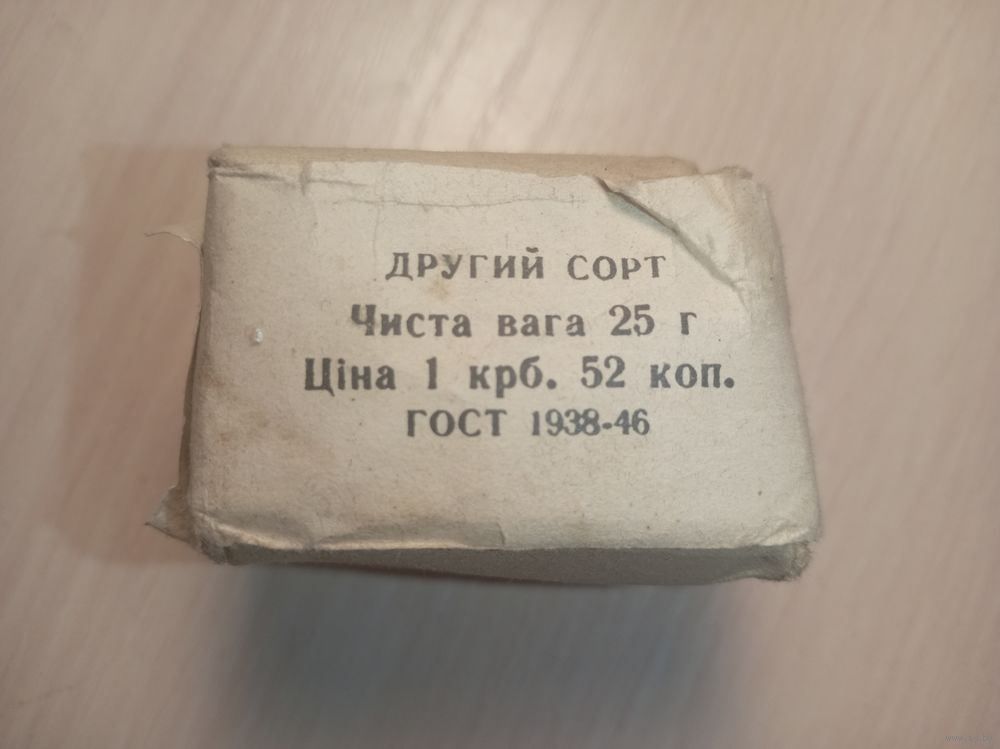 ДРУГИЙ СОРТ
Чиста вага 25 г
Ціна 1 крб. 52 коп.
ГОСТ 1938-46